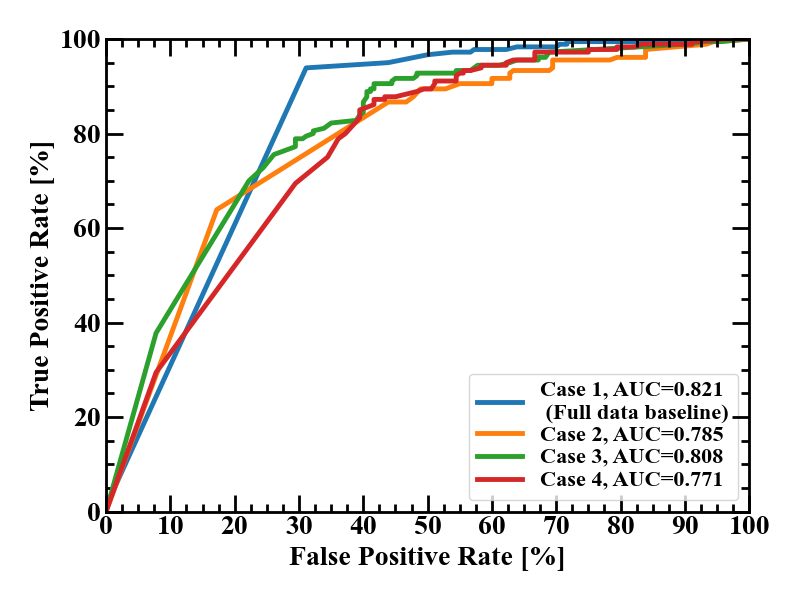 100
80
60
40
20
0
0 10 20 30 40 50 60 70 80 90 100
True Positive Rate [%]
False Positive Rate [%]
Case 1, AUC=0.821
(Full data baseline)
Case 2, AUC=0.785
Case 3, AUC=0.808
Case 4, AUC=0.771